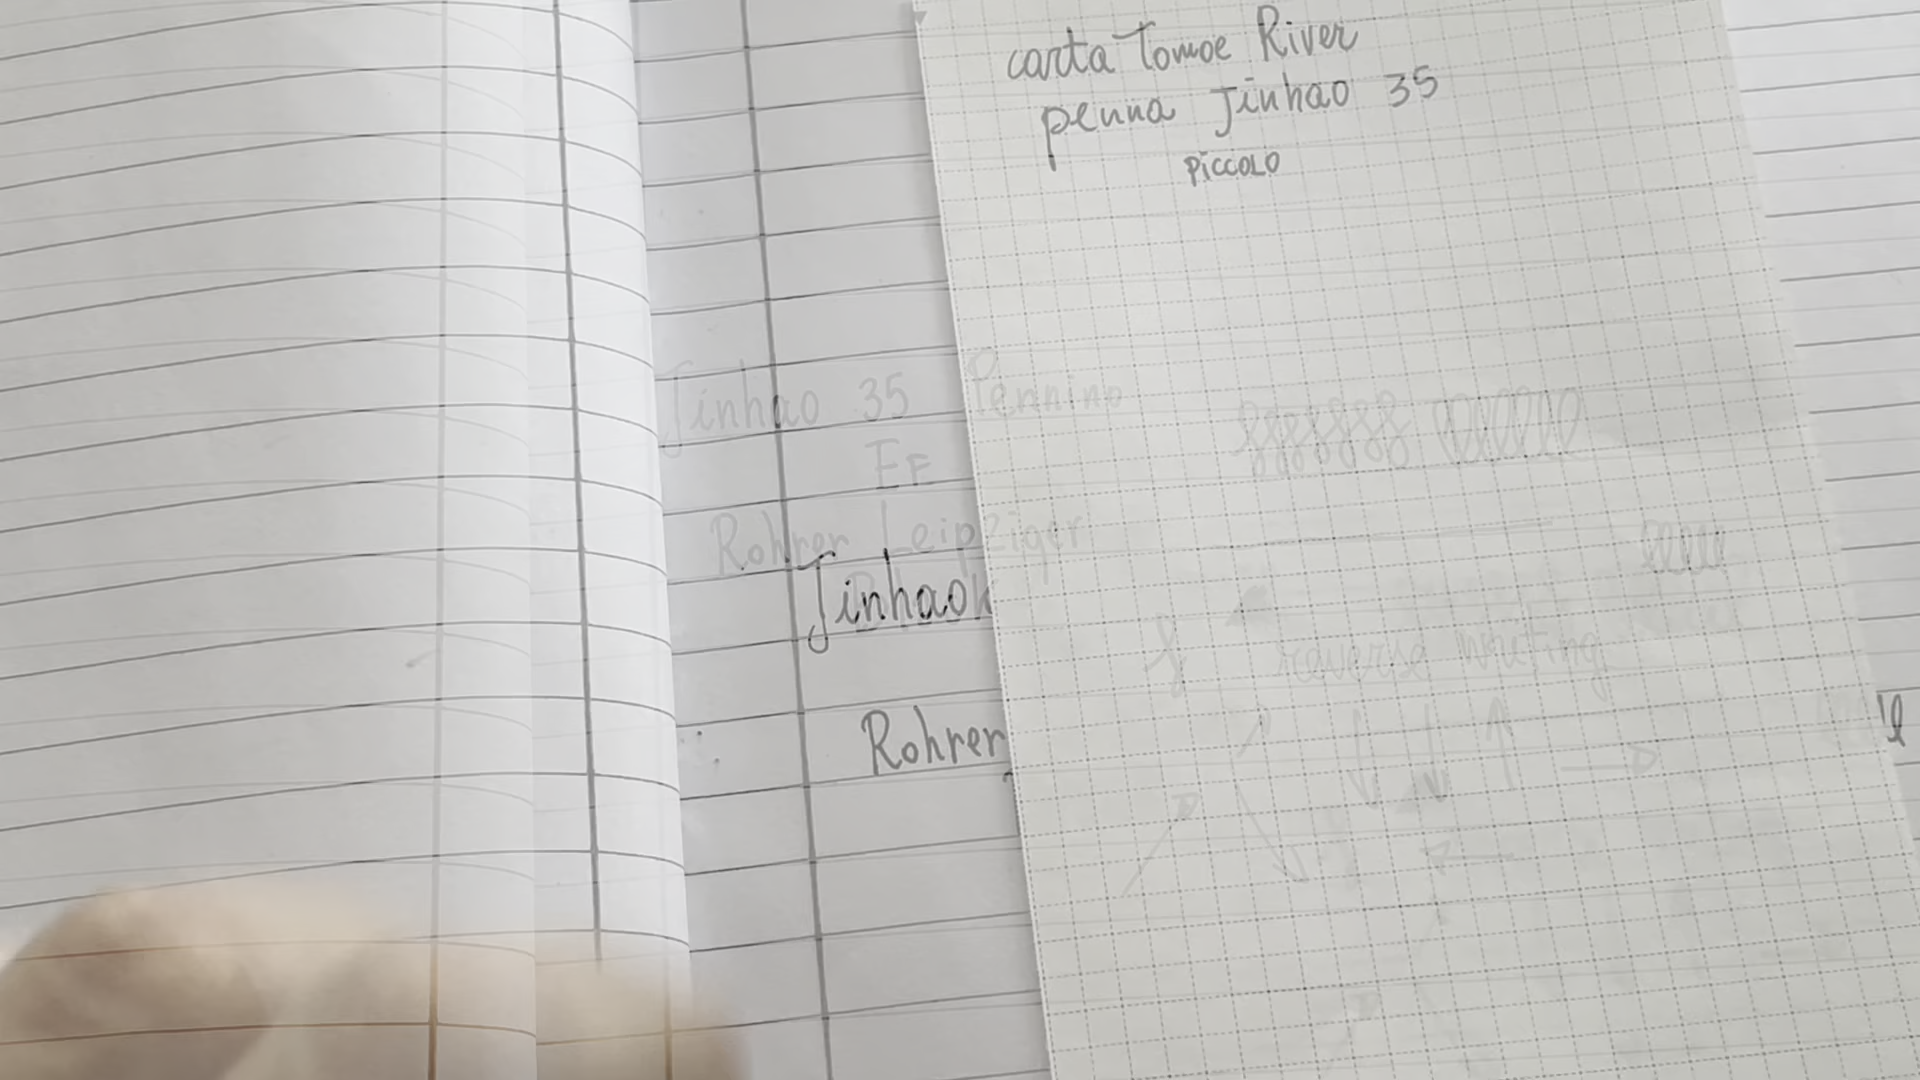 carta Tomoe River
penna Jinhao 35
piccolo
Jinhao 35 Pennino
EF
Rohrer Leipziger
Jinhao
Rohrer
reverse writing